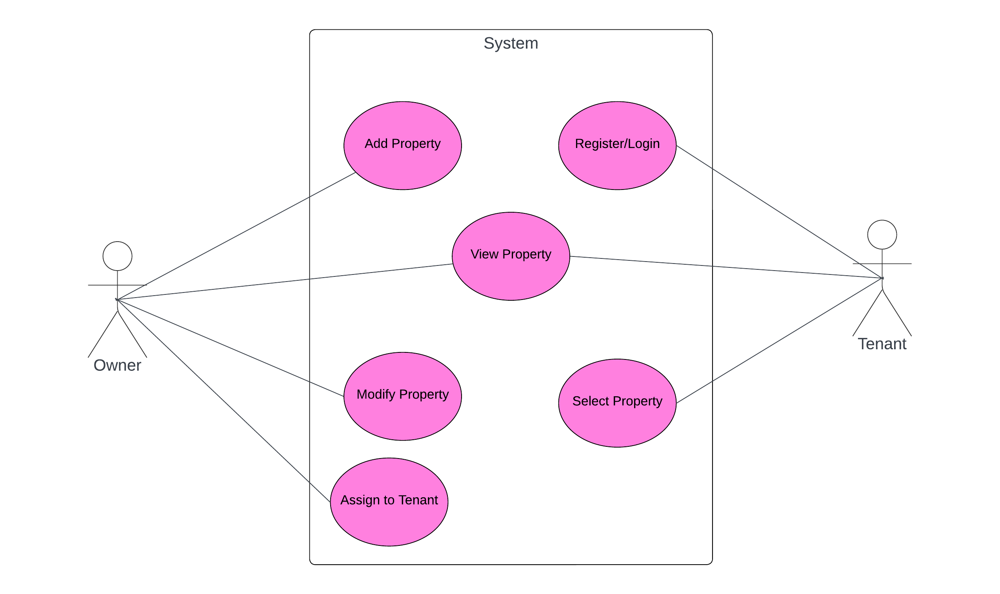 System
Add Property
Register/Login
View Property
Owner
Tenant
Modify Property
Select Property
Assign to Tenant